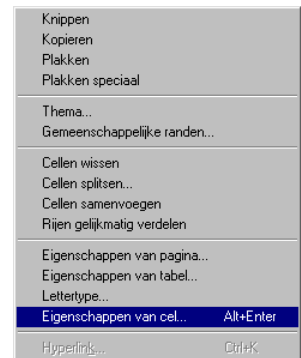 Knippen
Kopieren
Plakken
Plakken speciaal
Thema...
Gemeenschappelijke randen...
Cellen wissen
Cellen splitsen...
Cellen samenvoegen
Rijen gelijkmatig verdelen
Eigenschappen van pagina...
Eigenschappen van tabel...
Lettertype...
Eigenschappen van cel... Alt+Enter
Hyperlink... Ctrl+K